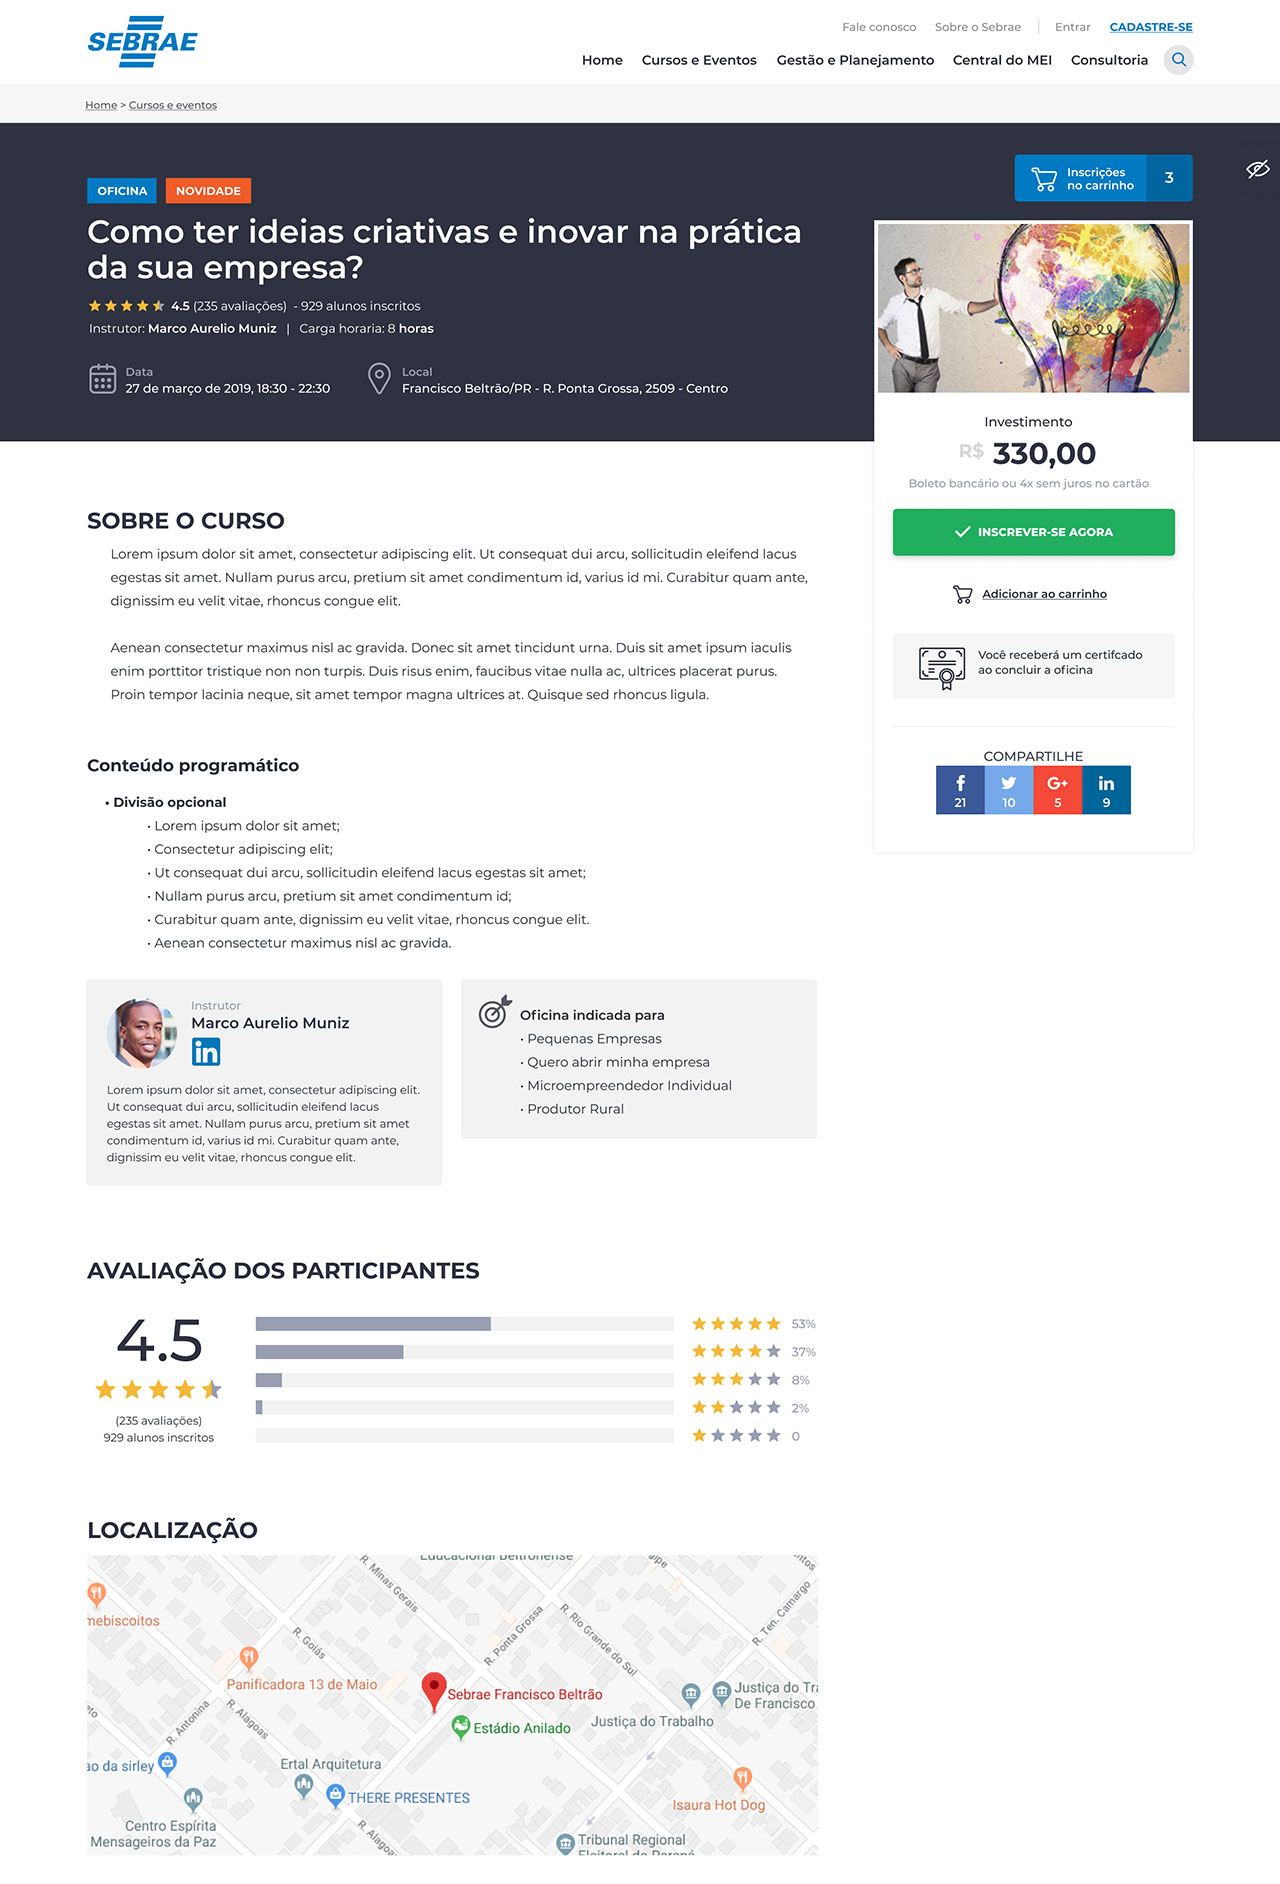 SEBRAE
Fale conosco Sobre o Sebrae Entrar CADASTRE-SE
Home Cursos e Eventos Gestão e Planejamento Central do MEI Consultoria
Home > Cursos e eventos
Inscrições
no carrinho 3
OFICINA NOVIDADE
Como ter ideias criativas e inovar na prática
da sua empresa?
4.5 (235 avaliações) - 929 alunos inscritos
Instrutor: Marco Aurelio Muniz | Carga horaria: 8 horas
Data
27 de março de 2019, 18:30 - 22:30
Local
Francisco Beltrão/PR - R. Ponta Grossa, 2509 - Centro
Investimento
R$ 330,00
Boleto bancário ou 4x sem juros no cartão
INSCREVER-SE AGORA
Adicionar ao carrinho
Você receberá um certifcado
ao concluir a oficina
COMPARTILHE
f G+ in
21 10 5 9
SOBRE O CURSO
Lorem ipsum dolor sit amet, consectetur adipiscing elit. Ut consequat dui arcu, sollicitudin eleifend lacus
egestas sit amet. Nullam purus arcu, pretium sit amet condimentum id, varius id mi. Curabitur quam ante,
dignissim eu velit vitae, rhoncus congue elit.
Aenean consectetur maximus nisl ac gravida. Donec sit amet tincidunt urna. Duis sit amet ipsum iaculis
enim porttitor tristique non non turpis. Duis risus enim, faucibus vitae nulla ac, ultrices placerat purus.
Proin tempor lacinia neque, sit amet tempor magna ultrices at. Quisque sed rhoncus ligula.
Conteúdo programático
• Divisão opcional
• Lorem ipsum dolor sit amet;
• Consectetur adipiscing elit;
• Ut consequat dui arcu, sollicitudin eleifend lacus egestas sit amet;
• Nullam purus arcu, pretium sit amet condimentum id;
• Curabitur quam ante, dignissim eu velit vitae, rhoncus congue elit.
• Aenean consectetur maximus nisl ac gravida.
Instrutor
Marco Aurelio Muniz
in
Lorem ipsum dolor sit amet, consectetur adipiscing elit.
Ut consequat dui arcu, sollicitudin eleifend lacus
egestas sit amet. Nullam purus arcu, pretium sit amet
condimentum id, varius id mi. Curabitur quam ante,
dignissim eu velit vitae, rhoncus congue elit.
Oficina indicada para
• Pequenas Empresas
• Quero abrir minha empresa
• Microempreendedor Individual
• Produtor Rural
AVALIAÇÃO DOS PARTICIPANTES
4.5
(235 avaliações)
929 alunos inscritos
53%
37%
8%
2%
0
LOCALIZAÇÃO
Educacional Beltronense
R. Minas Gerais
mebiscoitos
R. Goiás
R. Ponta Grossa
R. Rio Grande do Sul
R. Ten. Camargo
Panificadora 13 de Maio
Sebrae Francisco Beltrão
Justiça do Tra
De Francisco
R. Antonina
R. Alagoas
Estádio Anilado
Justiça do Trabalho
ao da sirley
Ertal Arquitetura
THERE PRESENTES
Isaura Hot Dog
Centro Espírita
Mensageiros da Paz
R. Alagoas
Tribunal Regional
Eleitoral do Paraná